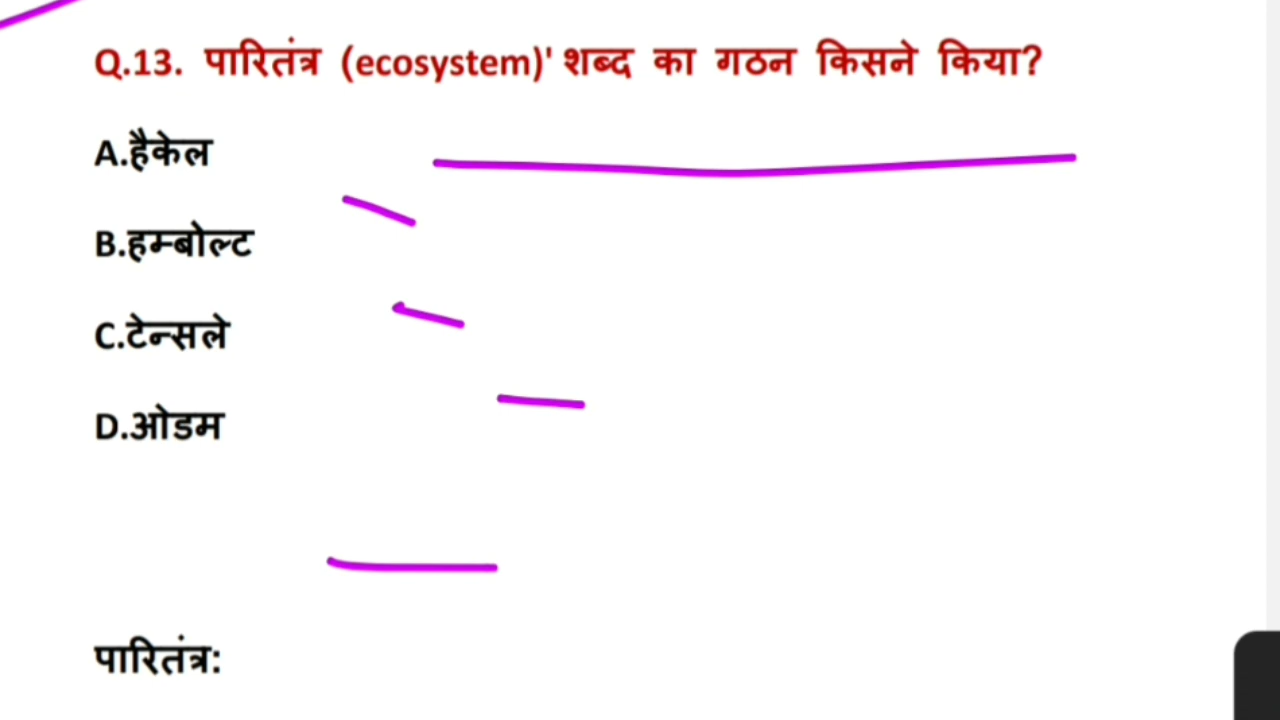 Q.13. पारितंत्र (ecosystem)' शब्द का गठन किसने किया?
A.हैकेल
B.हम्बोल्ट
C.टेन्सले
D.ओडम
पारितंत्र: